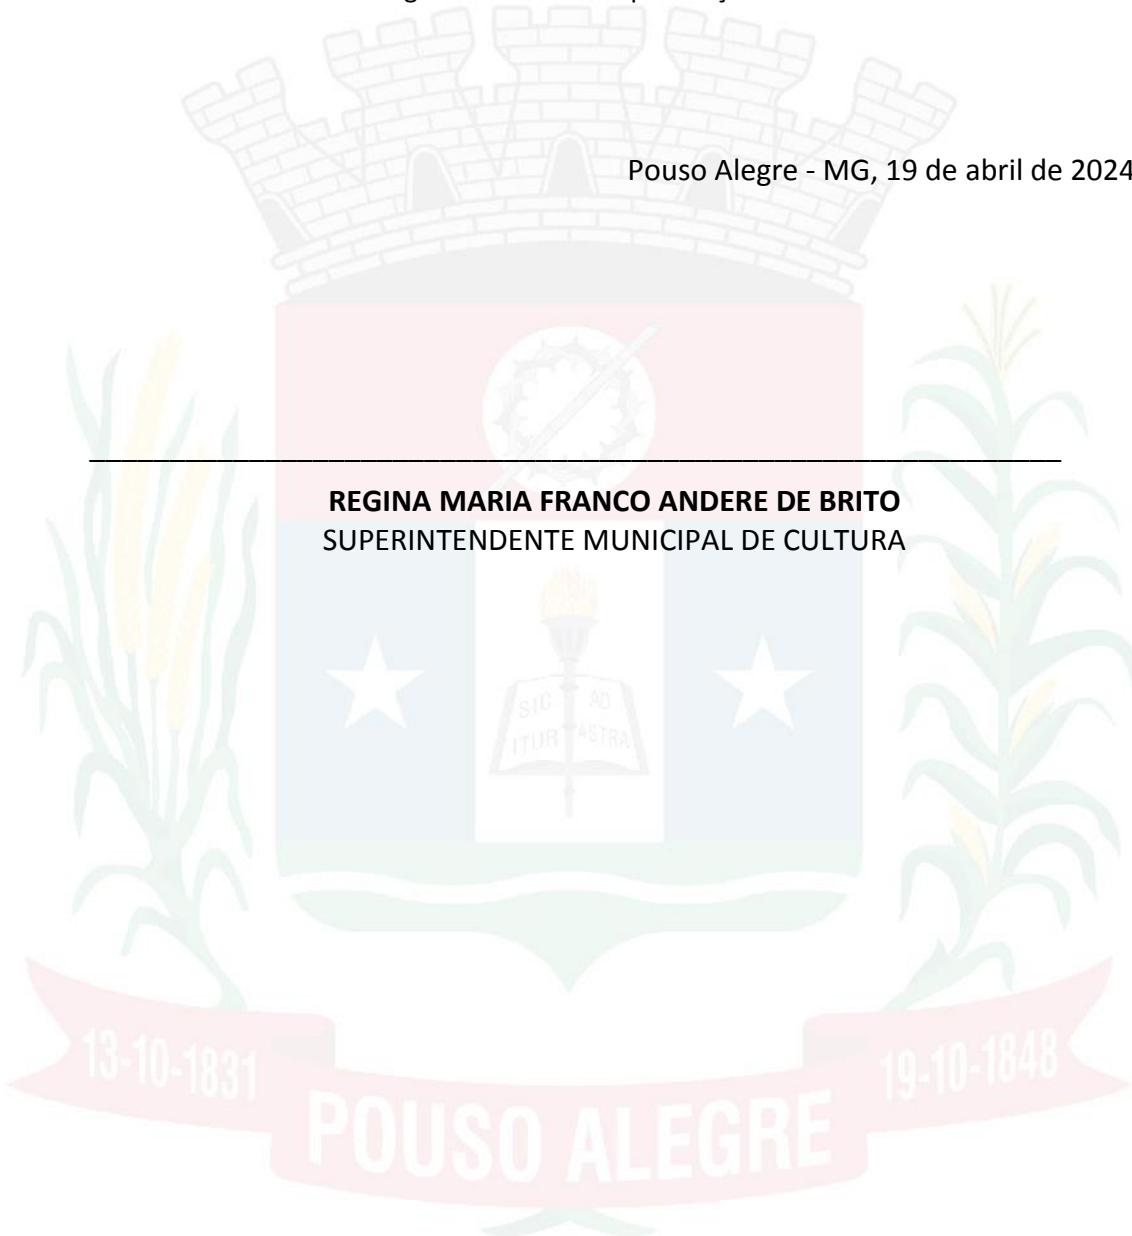 Pouso Alegre - MG, 19 de abril de 2024
REGINA MARIA FRANCO ANDERE DE BRITO
SUPERINTENDENTE MUNICIPAL DE CULTURA
SIC AD
ITUR ASTRA
13-10-1831
19-10-1848
POUSO ALEGRE